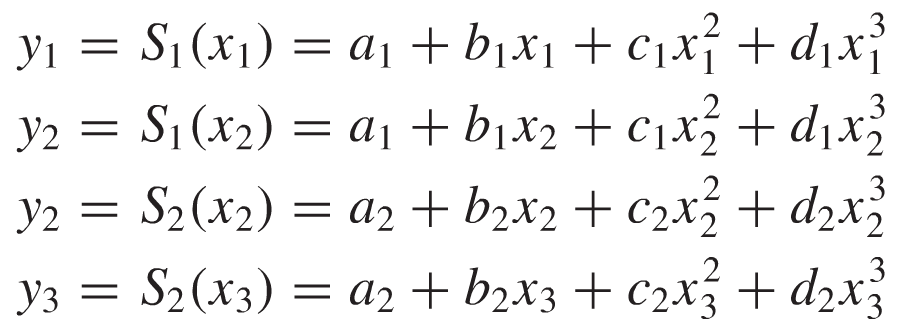 y₁ = S₁(x₁) = a₁ + b₁x₁ + c₁x₁² + d₁x₁³
y₂ = S₁(x₂) = a₁ + b₁x₂ + c₁x₂² + d₁x₂³
y₂ = S₂(x₂) = a₂ + b₂x₂ + c₂x₂² + d₂x₂³
y₃ = S₂(x₃) = a₂ + b₂x₃ + c₂x₃² + d₂x₃³